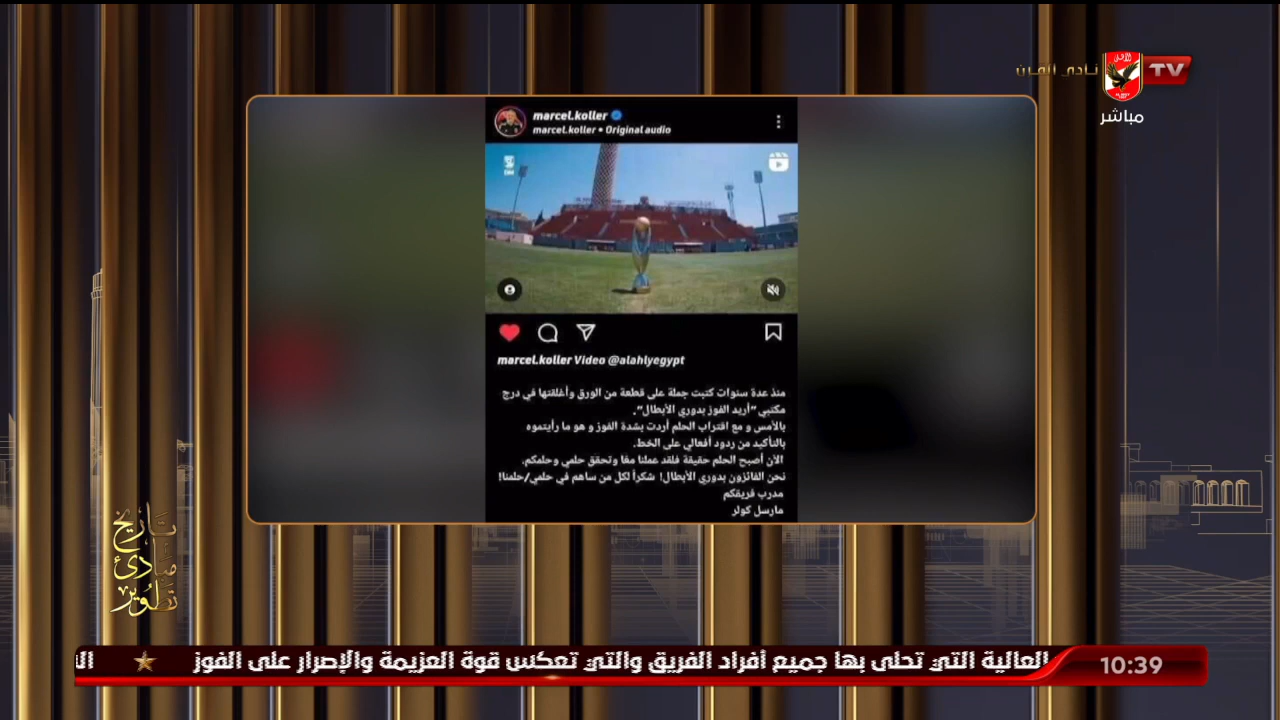 نادي القرن
TV
مباشر
marcel.koller
marcel.koller • Original audio
marcel.koller Video @alahlyegypt
منذ عدة سنوات كتبت جملة على قطعة من الورق وأغلقتها في درج
مكتبي "أريد الفوز بدوري الأبطال".
بالأمس و مع اقتراب الحلم أردت بشدة الفوز و هو ما رأيتموه
بالتأكيد من ردود أفعالي على الخط.
الآن أصبح الحلم حقيقة فلقد عملنا معًا وتحقق حلمي وحلمكم.
نحن الفائزون بدوري الأبطال! شكرأ لكل من ساهم في حلمي/حلمنا!
مدرب فريقكم
مارسل كولر
تاريخ
مبادئ
تطوير
العالية التي تحلى بها جميع أفراد الفريق والتي تعكس قوة العزيمة والإصرار على الفوز
10:39